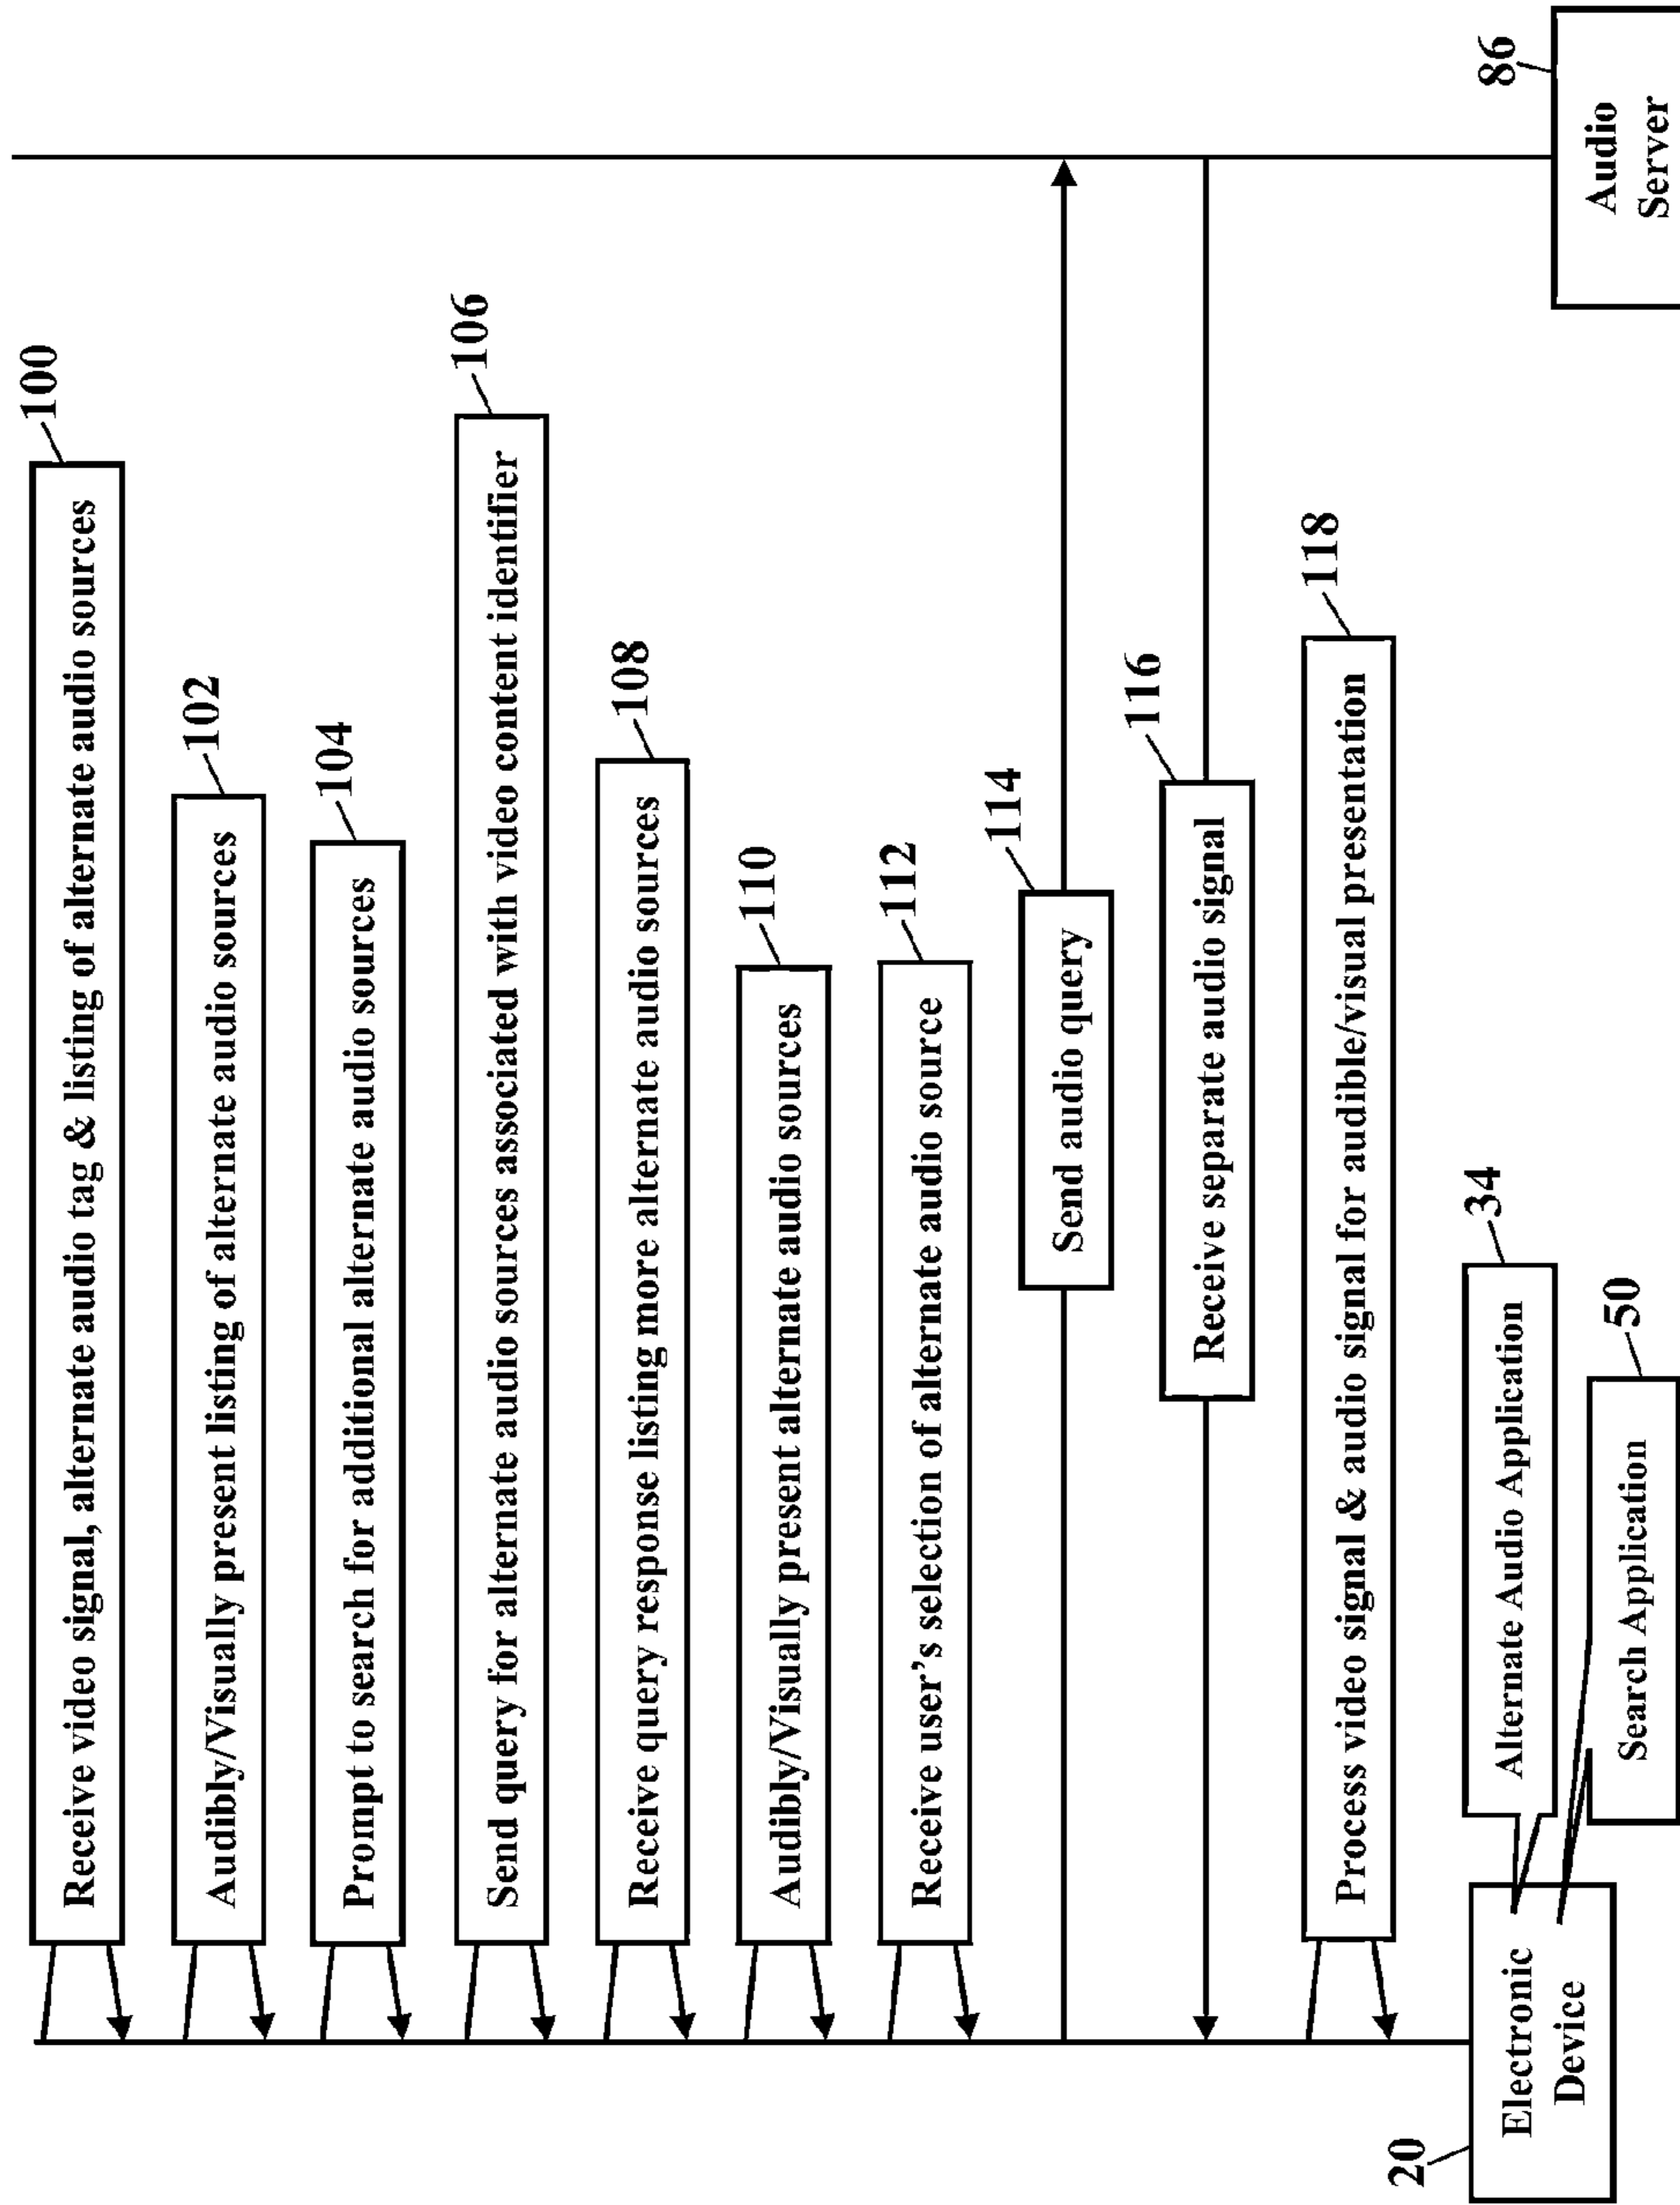 Receive video signal, alternate audio tag & listing of alternate audio sources
100
Audibly/Visually present listing of alternate audio sources
102
Prompt to search for additional alternate audio sources
104
Send query for alternate audio sources associated with video content identifier
106
Receive query response listing more alternate audio sources
108
Audibly/Visually present alternate audio sources
110
Receive user's selection of alternate audio source
112
Send audio query
114
Receive separate audio signal
116
Process video signal & audio signal for audible/visual presentation
118
20
Electronic
Device
Alternate Audio Application
34
Search Application
50
Audio
Server
86